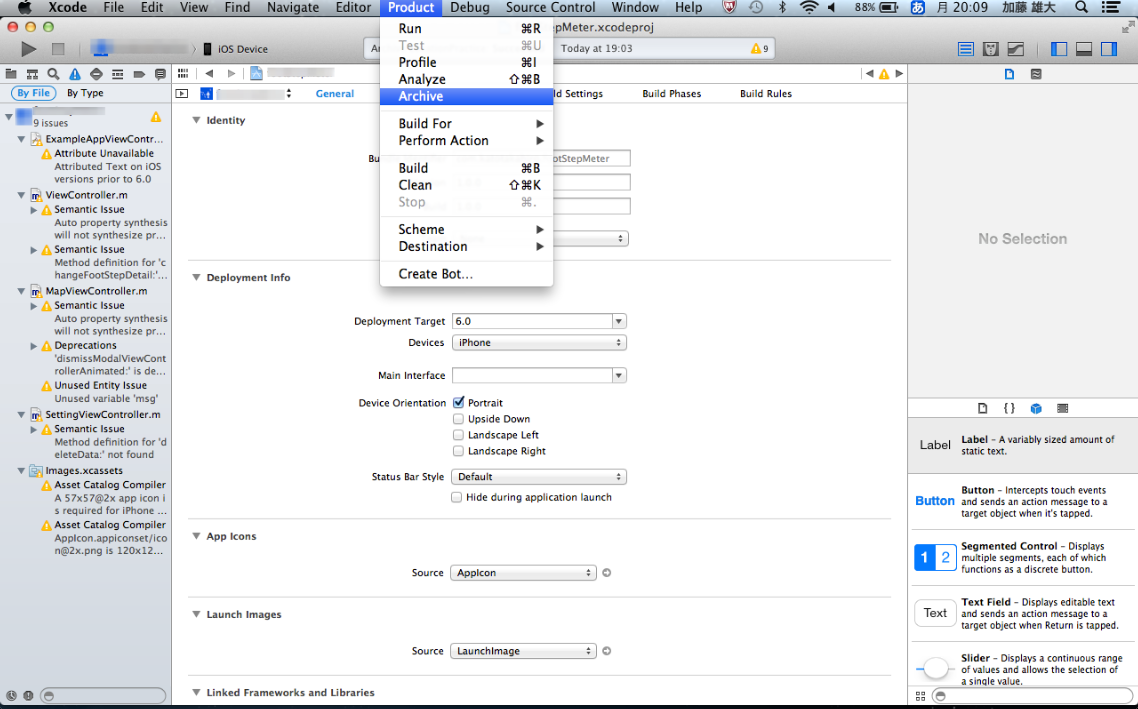 Xcode File Edit View Find Navigate Editor Product Debug Source Control Window Help 88% あ 月 20:09 加藤 雄大
epMeter.xcodeproj
iOS Device
Today at 19:03
9
By File By Type
General
Build Phases
Build Rules
Run ⌘R
Test ⌘U
Profile ⌘I
Analyze ⇧⌘B
Archive
Build For
Perform Action
Build ⌘B
Clean ⇧⌘K
Stop ⌘.
Scheme
Destination
Create Bot...
9 issues
ExampleAppViewContr...
Attribute Unavailable
Attributed Text on iOS
versions prior to 6.0
ViewController.m
Semantic Issue
Auto property synthesis
will not synthesize pr...
Semantic Issue
Method definition for 'c
hangeFootStepDetail:'...
MapViewController.m
Semantic Issue
Auto property synthesis
will not synthesize pr...
Deprecations
'dismissModalViewCont
rollerAnimated:' is de...
Unused Entity Issue
Unused variable 'msg'
SettingViewController.m
Semantic Issue
Method definition for 'd
eleteData:' not found
Images.xcassets
Asset Catalog Compiler
A 57x57@2x app icon i
s required for iPhone ...
Asset Catalog Compiler
AppIcon.appiconset/ico
n@2x.png is 120x12...
Identity
otStepMeter
Deployment Info
Deployment Target 6.0
Devices iPhone
Main Interface
Device Orientation Portrait
Upside Down
Landscape Left
Landscape Right
Status Bar Style Default
Hide during application launch
App Icons
Source AppIcon
Launch Images
Source LaunchImage
Linked Frameworks and Libraries
No Selection
Label
Label – A variably sized amount of
static text.
Button
Button – Intercepts touch events
and sends an action message to a
target object when it's tapped.
1 2
Segmented Control – Displays
multiple segments, each of which
functions as a discrete button.
Text
Text Field – Displays editable text
and sends an action message to a
target object when Return is tapped.
Slider – Displays a continuous range
of values and allows the selection of
a single value.